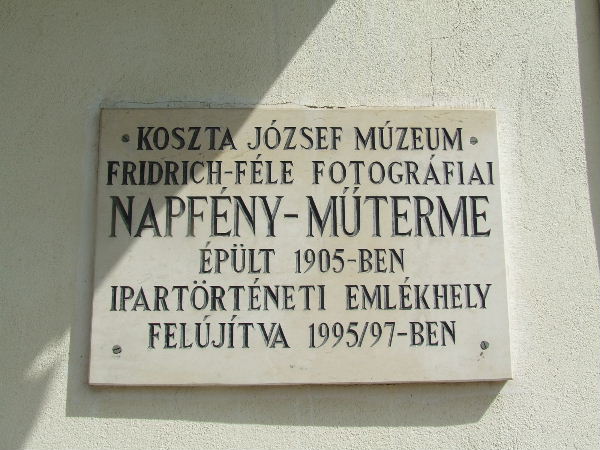 KOSZTA JÓZSEF MÚZEUM
FRIDRICH-FÉLE FOTOGRÁFIAI
NAPFÉNY-MŰTERME
ÉPÜLT 1905-BEN
IPARTÖRTÉNETI EMLÉKHELY
FELÚJÍTVA 1995/97-BEN